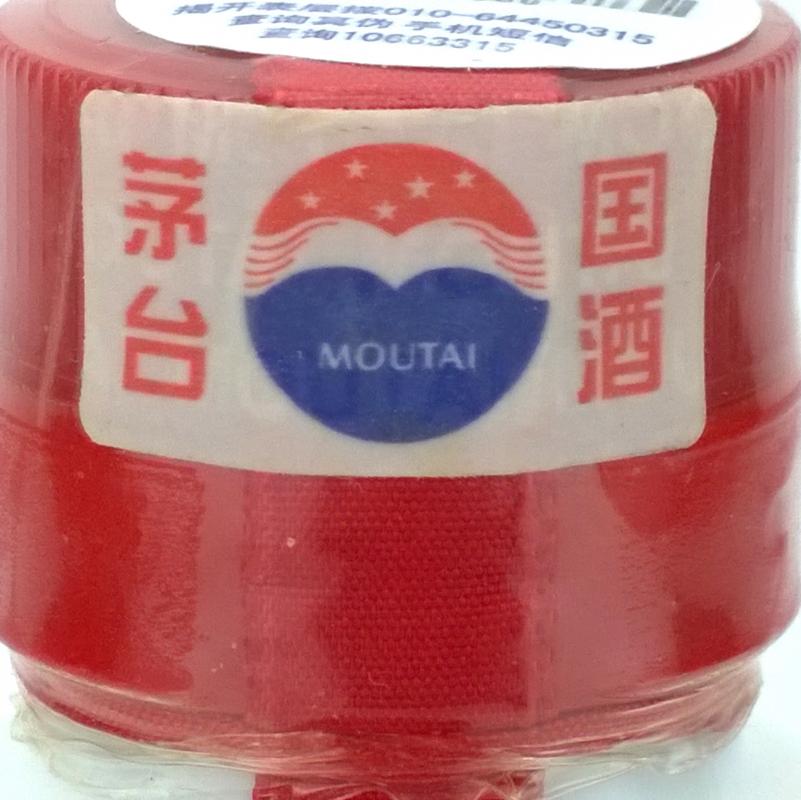 揭开表层拨010-64450315
查询真伪 手机短信
查询10663315
国酒
茅台
MOUTAI